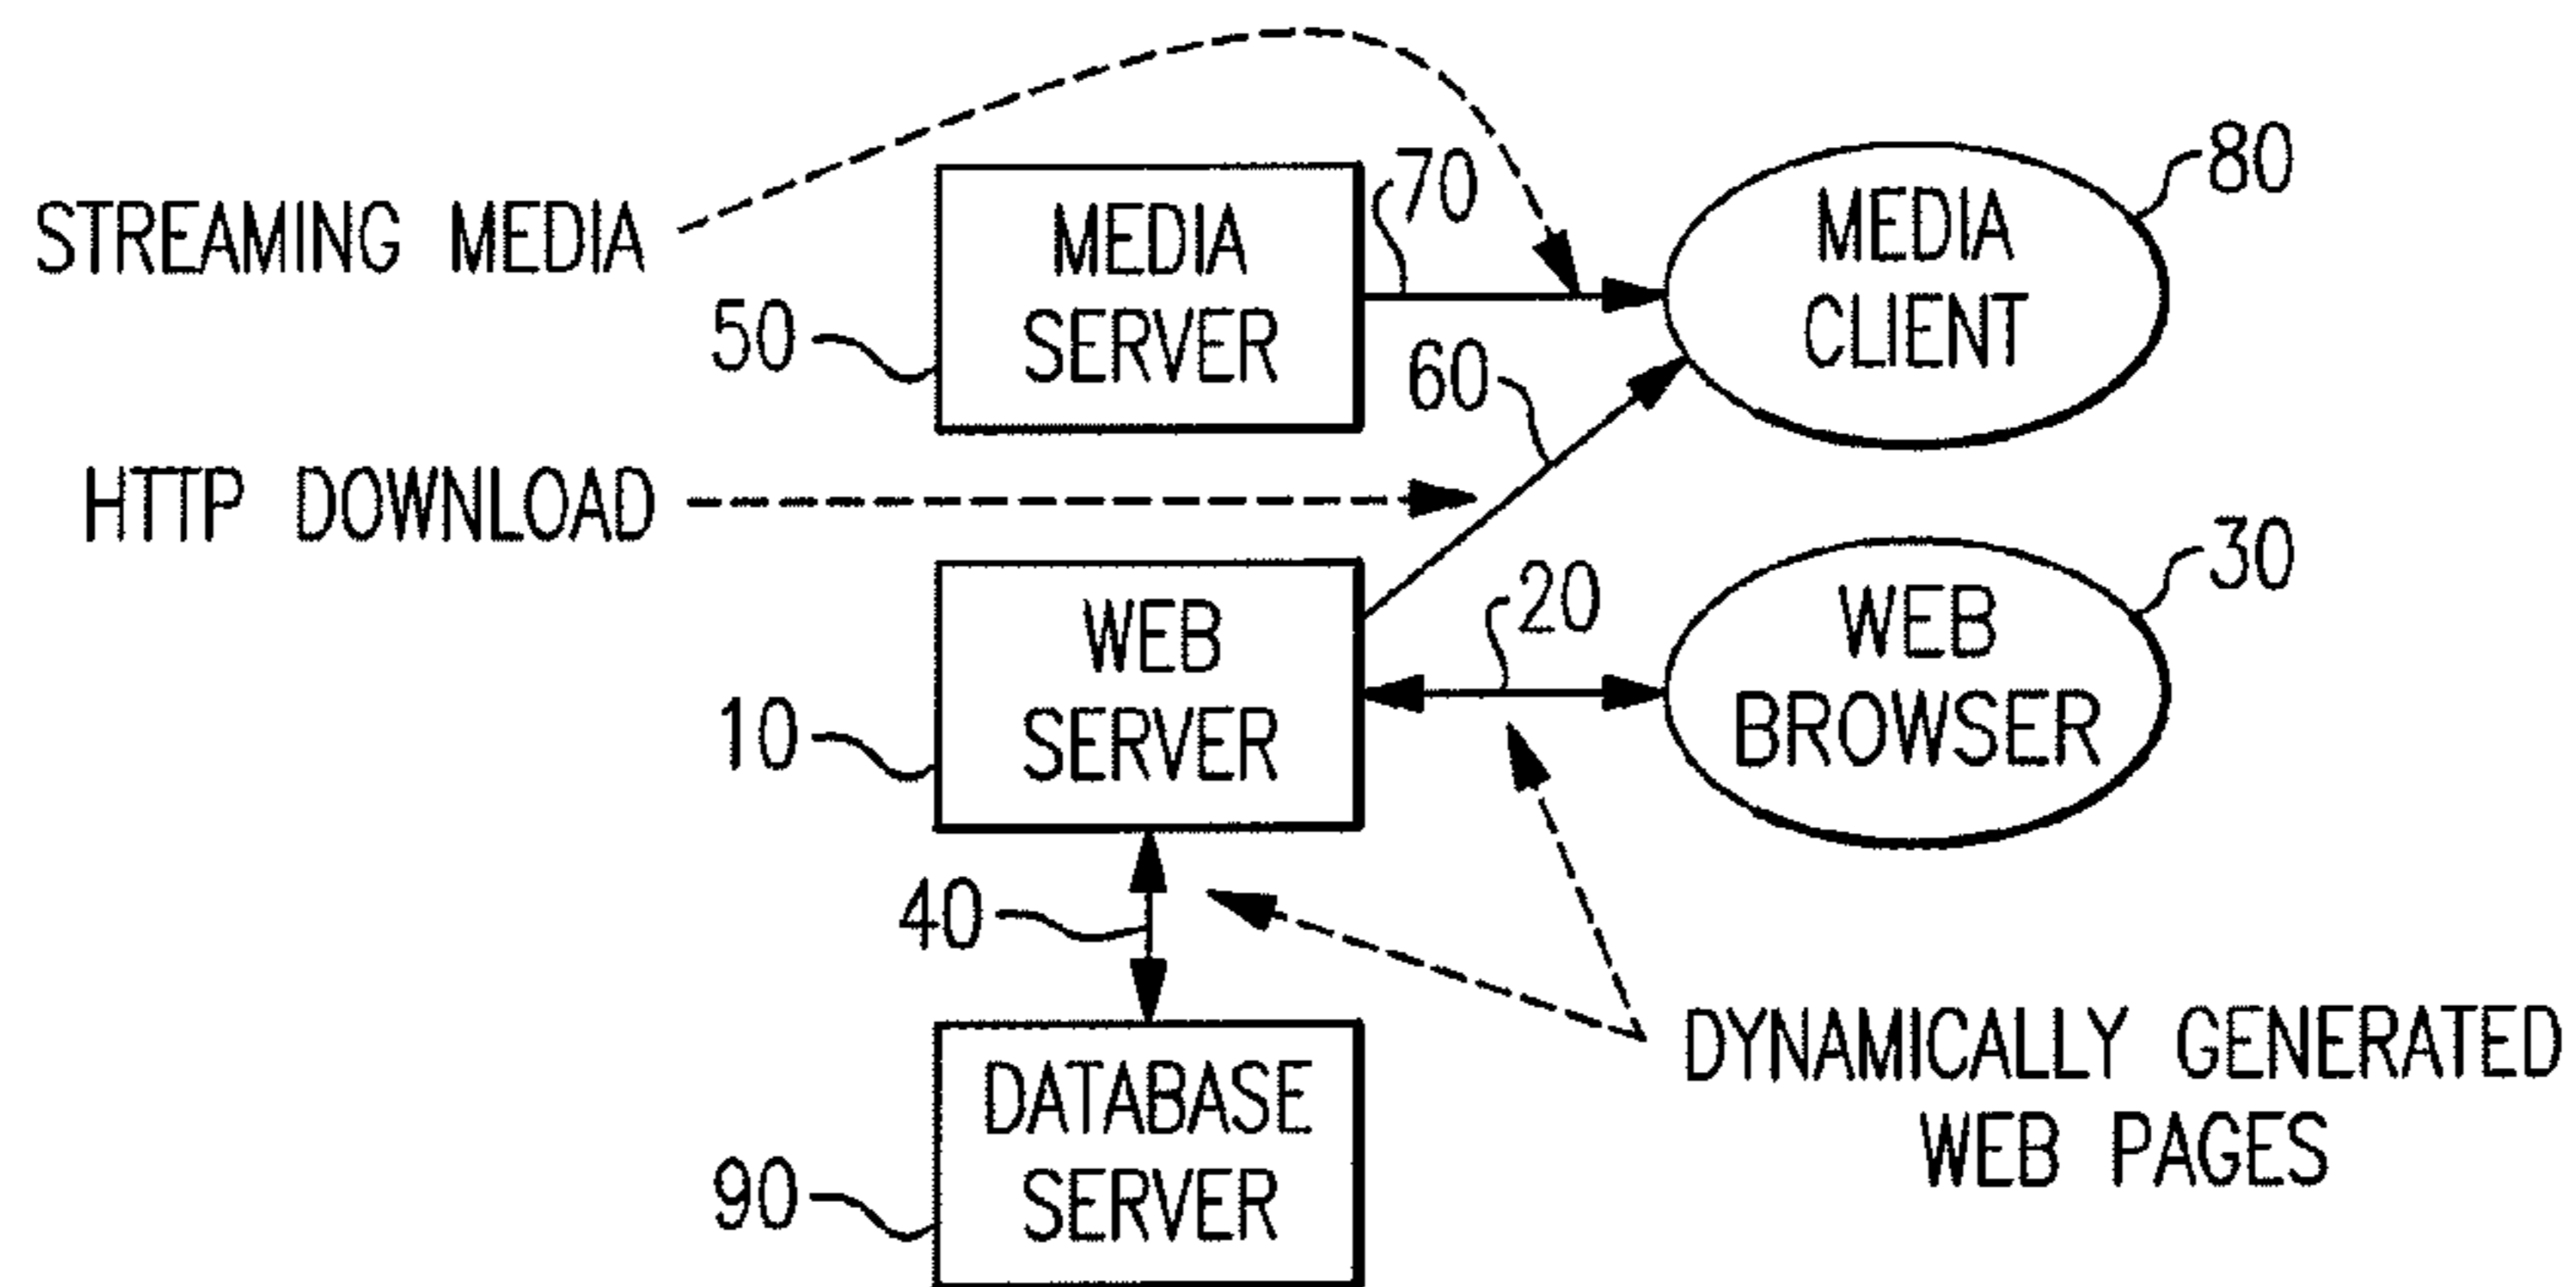 STREAMING MEDIA
MEDIA
SERVER
50
70
MEDIA
CLIENT
80
HTTP DOWNLOAD
60
WEB
SERVER
10
20
WEB
BROWSER
30
40
DATABASE
SERVER
90
DYNAMICALLY GENERATED
WEB PAGES